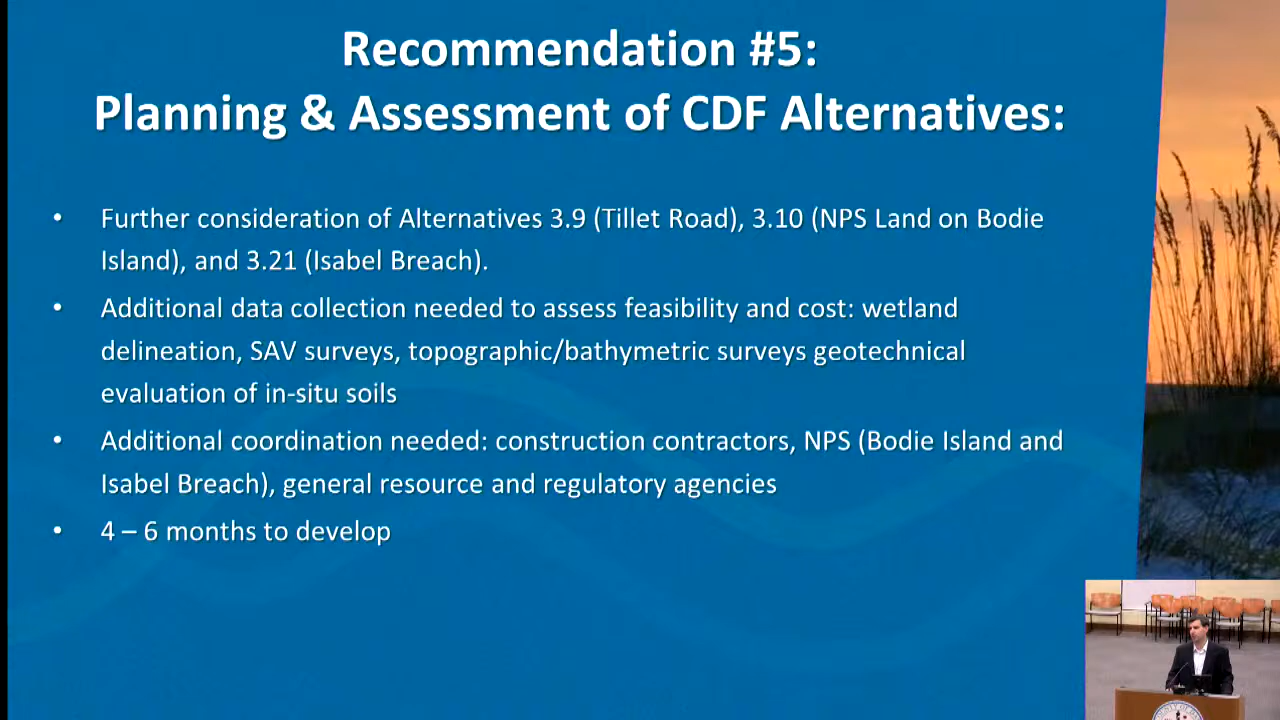 Recommendation #5:
Planning & Assessment of CDF Alternatives:
• Further consideration of Alternatives 3.9 (Tillet Road), 3.10 (NPS Land on Bodie
Island), and 3.21 (Isabel Breach).
• Additional data collection needed to assess feasibility and cost: wetland
delineation, SAV surveys, topographic/bathymetric surveys geotechnical
evaluation of in-situ soils
• Additional coordination needed: construction contractors, NPS (Bodie Island and
Isabel Breach), general resource and regulatory agencies
• 4 – 6 months to develop